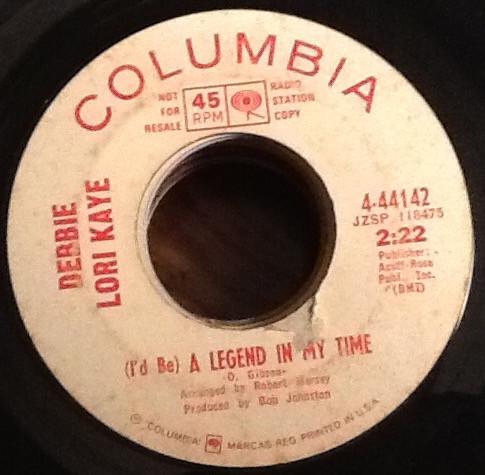 COLUMBIA
NOT
FOR
RESALE
45
RPM
RADIO
STATION
COPY
DEBBIE
LORI KAYE
4-44142
JZSP 118475
2:22
Publisher:-
Acuff-Rose
Publ., Inc.
(BMI)
(I'd Be) A LEGEND IN MY TIME
-D. Gibson-
Arranged by Robert Mersey
Produced by Bob Johnston
"COLUMBIA" MARCAS REG. PRINTED IN U.S.A.